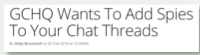 GCHQ Wants To Add Spies
To Your Chat Threads